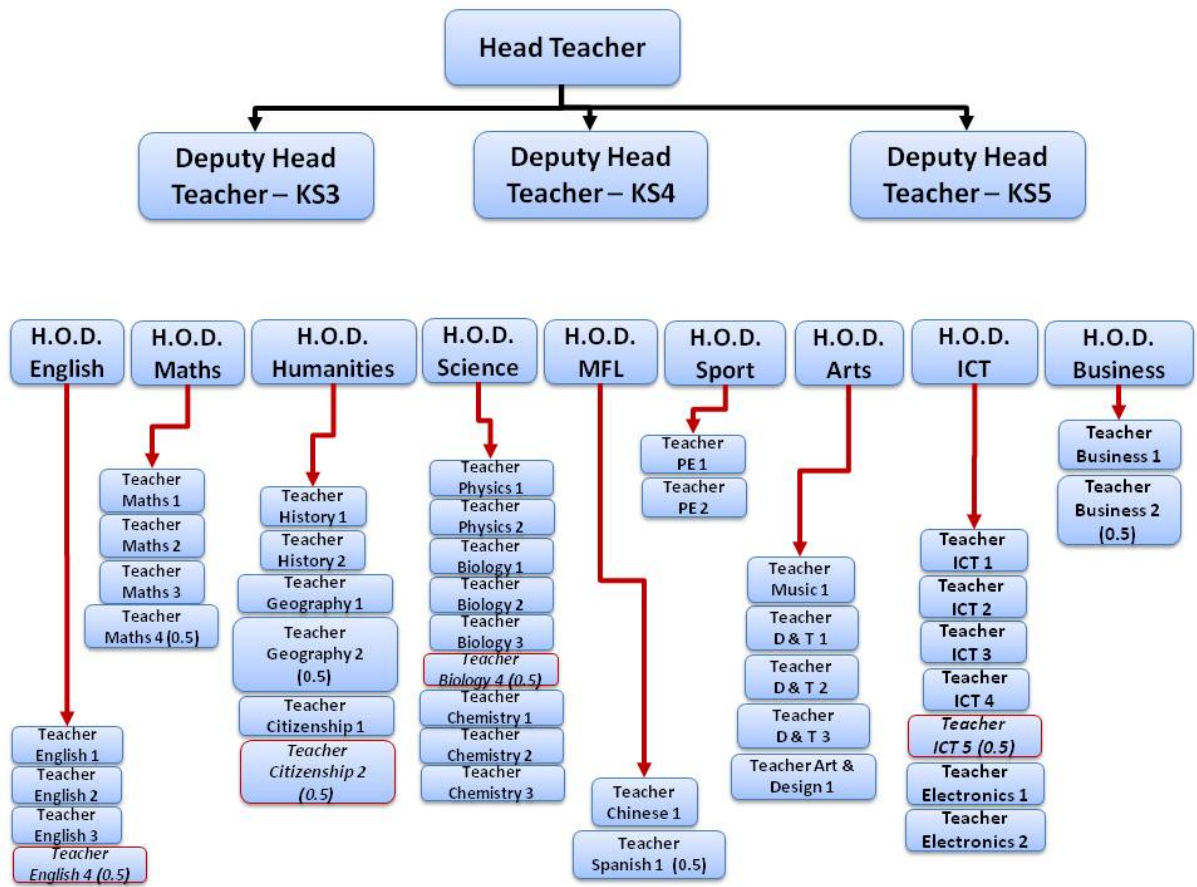 Head Teacher
Deputy Head
Teacher – KS3
Deputy Head
Teacher – KS4
Deputy Head
Teacher – KS5
H.O.D.
English
H.O.D.
Maths
H.O.D.
Humanities
H.O.D.
Science
H.O.D.
MFL
H.O.D.
Sport
H.O.D.
Arts
H.O.D.
ICT
H.O.D.
Business
Teacher
English 1
Teacher
English 2
Teacher
English 3
Teacher
English 4 (0.5)
Teacher
Maths 1
Teacher
Maths 2
Teacher
Maths 3
Teacher
Maths 4 (0.5)
Teacher
History 1
Teacher
History 2
Teacher
Geography 1
Teacher
Geography 2
(0.5)
Teacher
Citizenship 1
Teacher
Citizenship 2
(0.5)
Teacher
Physics 1
Teacher
Physics 2
Teacher
Biology 1
Teacher
Biology 2
Teacher
Biology 3
Teacher
Biology 4 (0.5)
Teacher
Chemistry 1
Teacher
Chemistry 2
Teacher
Chemistry 3
Teacher
Chinese 1
Teacher
Spanish 1 (0.5)
Teacher
PE 1
Teacher
PE 2
Teacher
Music 1
Teacher
D & T 1
Teacher
D & T 2
Teacher
D & T 3
Teacher Art &
Design 1
Teacher
ICT 1
Teacher
ICT 2
Teacher
ICT 3
Teacher
ICT 4
Teacher
ICT 5 (0.5)
Teacher
Electronics 1
Teacher
Electronics 2
Teacher
Business 1
Teacher
Business 2
(0.5)